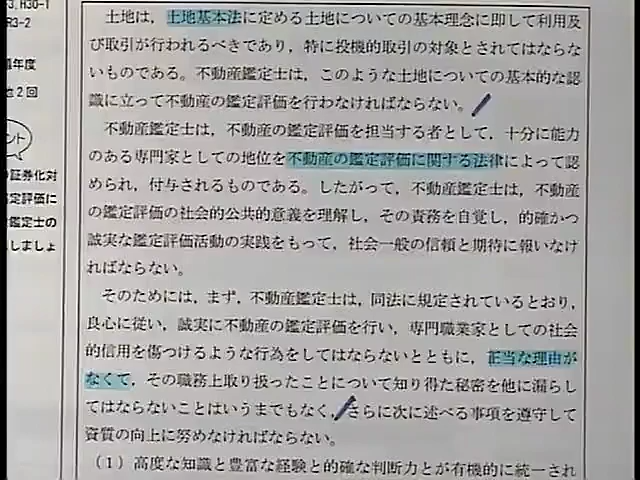 3, H30-1
R3-2
年度
2回
ント
証券化対
定評価に
鑑定士の
しましょ
土地は，土地基本法に定める土地についての基本理念に即して利用及
び取引が行われるべきであり，特に投機的取引の対象とされてはならな
いものである。不動産鑑定士は，このような土地についての基本的な認
識に立って不動産の鑑定評価を行わなければならない。
不動産鑑定士は，不動産の鑑定評価を担当する者として，十分に能力
のある専門家としての地位を不動産の鑑定評価に関する法律によって認
められ，付与されるものである。したがって，不動産鑑定士は，不動産
の鑑定評価の社会的公共的意義を理解し，その責務を自覚し，的確かつ
誠実な鑑定評価活動の実践をもって，社会一般の信頼と期待に報いなけ
ればならない。
そのためには，まず，不動産鑑定士は，同法に規定されているとおり，
良心に従い，誠実に不動産の鑑定評価を行い，専門職業家としての社会
的信用を傷つけるような行為をしてはならないとともに，正当な理由が
なくて，その職務上取り扱ったことについて知り得た秘密を他に漏らし
てはならないことはいうまでもなく，さらに次に述べる事項を遵守して
資質の向上に努めなければならない。
（1）高度な知識と豊富な経験と的確な判断力とが有機的に統一され